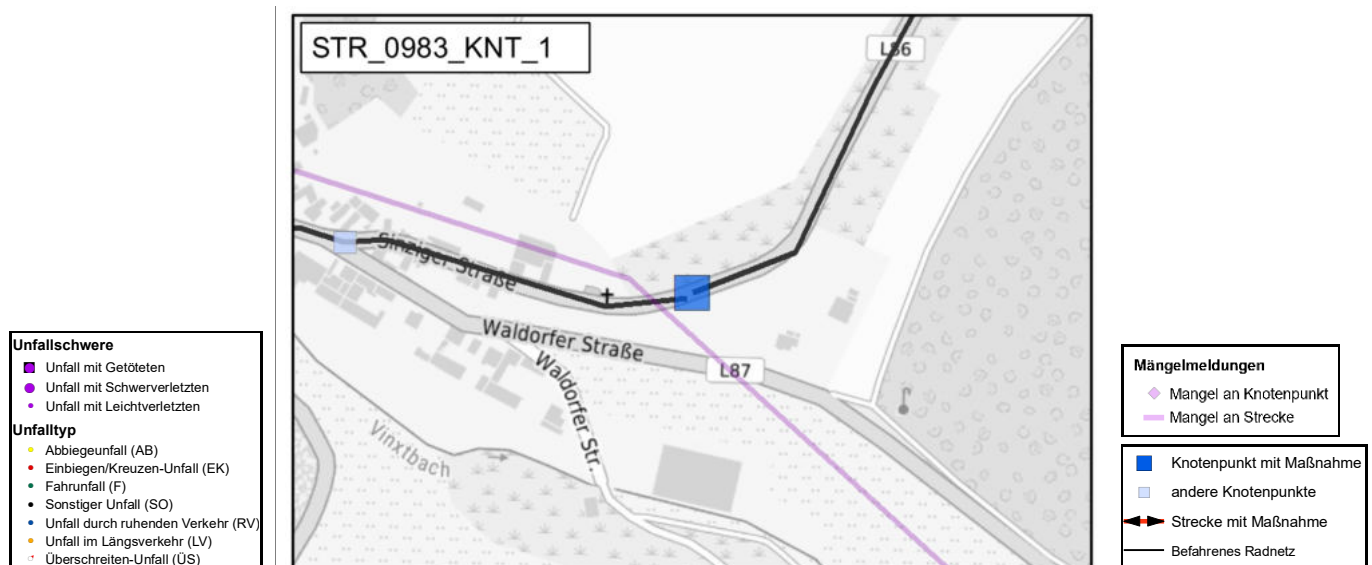 STR_0983_KNT_1
L86
Sinziger Straße
Waldorfer Straße
L87
Waldorfer Str.
Vinxtbach
Unfallschwere
Unfall mit Getöteten
Unfall mit Schwerverletzten
Unfall mit Leichtverletzten
Unfalltyp
Abbiegeunfall (AB)
Einbiegen/Kreuzen-Unfall (EK)
Fahrunfall (F)
Sonstiger Unfall (SO)
Unfall durch ruhenden Verkehr (RV)
Unfall im Längsverkehr (LV)
Überschreiten-Unfall (ÜS)
Mängelmeldungen
Mangel an Knotenpunkt
Mangel an Strecke
Knotenpunkt mit Maßnahme
andere Knotenpunkte
Strecke mit Maßnahme
Befahrenes Radnetz